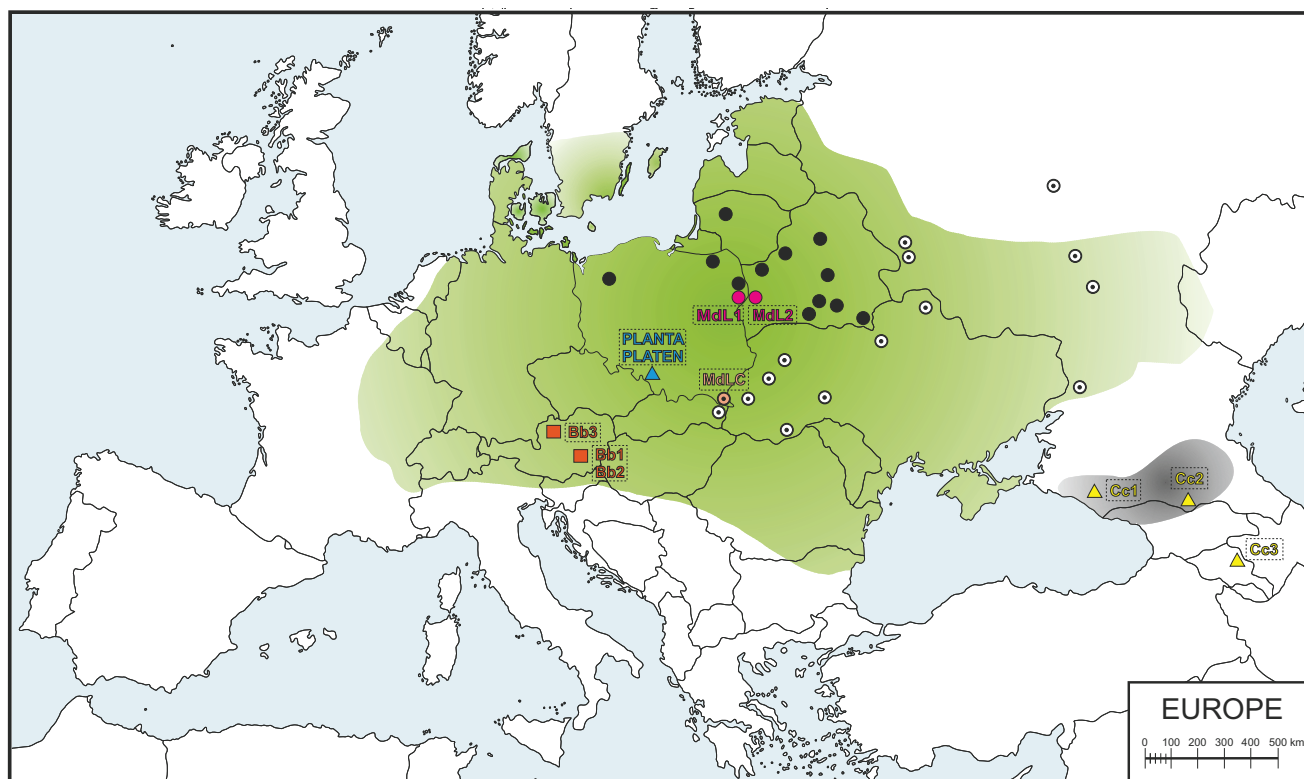 MdL1
MdL2
PLANTA
PLATEN
MdLC
Bb3
Bb1
Bb2
Cc1
Cc2
Cc3
EUROPE
0 100 200 300 400 500 km